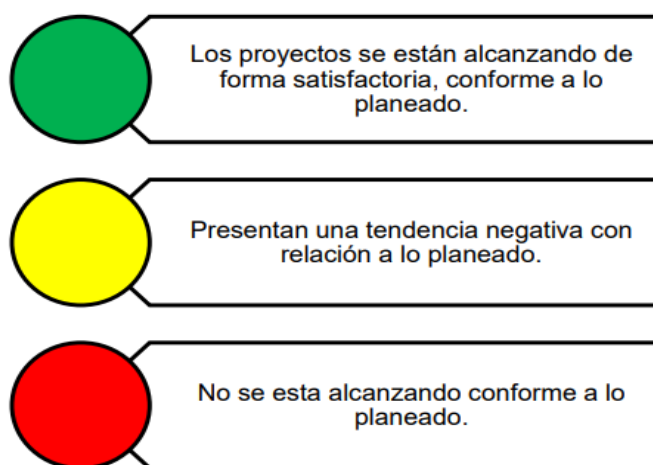 Los proyectos se están alcanzando de
forma satisfactoria, conforme a lo
planeado.
Presentan una tendencia negativa con
relación a lo planeado.
No se esta alcanzando conforme a lo
planeado.